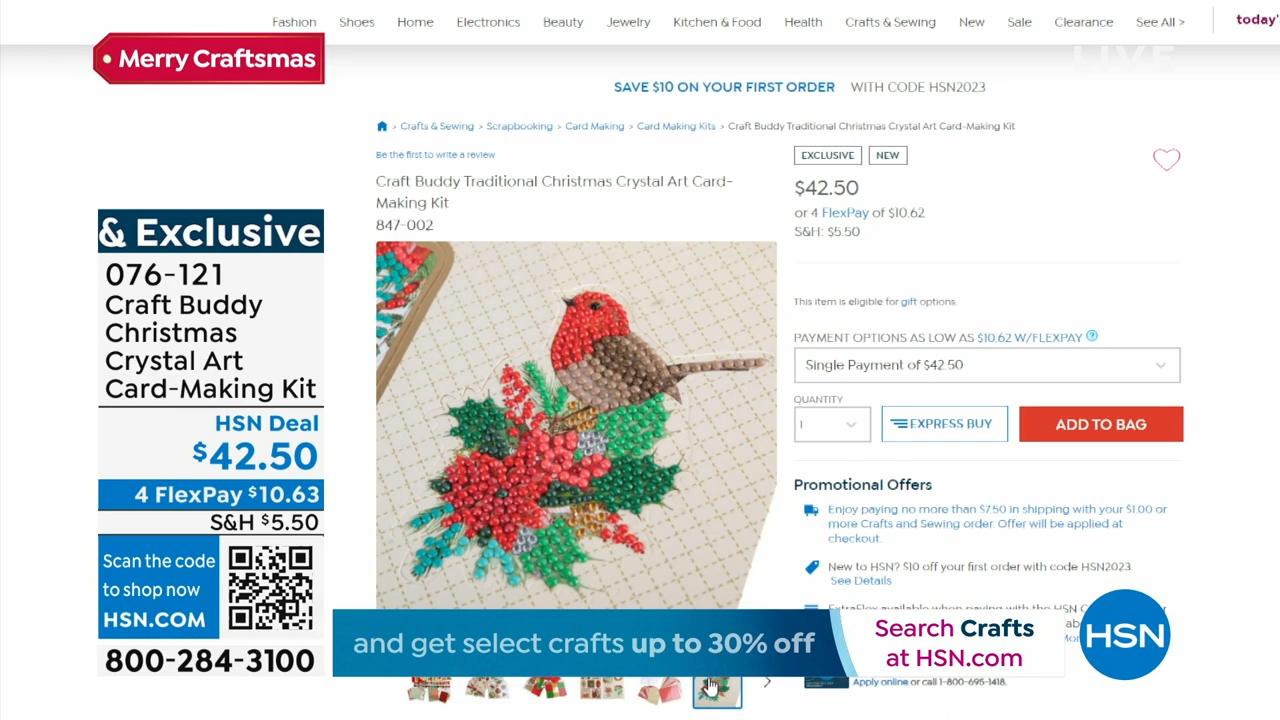 Fashion Shoes Home Electronics Beauty Jewelry Kitchen & Food Health Crafts & Sewing New Sale Clearance See All > today's
Merry Craftsmas
LIVE
SAVE $10 ON YOUR FIRST ORDER WITH CODE HSN2023
> Crafts & Sewing > Scrapbooking > Card Making > Card Making Kits > Craft Buddy Traditional Christmas Crystal Art Card-Making Kit
Be the first to write a review
Craft Buddy Traditional Christmas Crystal Art Card-
Making Kit
847-002
EXCLUSIVE NEW
$42.50
or 4 FlexPay of $10.62
S&H: $5.50
This item is eligible for gift options.
PAYMENT OPTIONS AS LOW AS $10.62 W/FLEXPAY ?
Single Payment of $42.50
QUANTITY
1
EXPRESS BUY
ADD TO BAG
Promotional Offers
Enjoy paying no more than $7.50 in shipping with your $1.00 or
more Crafts and Sewing order. Offer will be applied at
checkout.
New to HSN? $10 off your first order with code HSN2023.
See Details
ExtraFlex available when paying with the HSN
Apply online or call 1-800-695-1418.
& Exclusive
076-121
Craft Buddy
Christmas
Crystal Art
Card-Making Kit
HSN Deal
$42.50
4 FlexPay $10.63
S&H $5.50
Scan the code
to shop now
HSN.COM
800-284-3100
and get select crafts up to 30% off
Search Crafts
at HSN.com
HSN